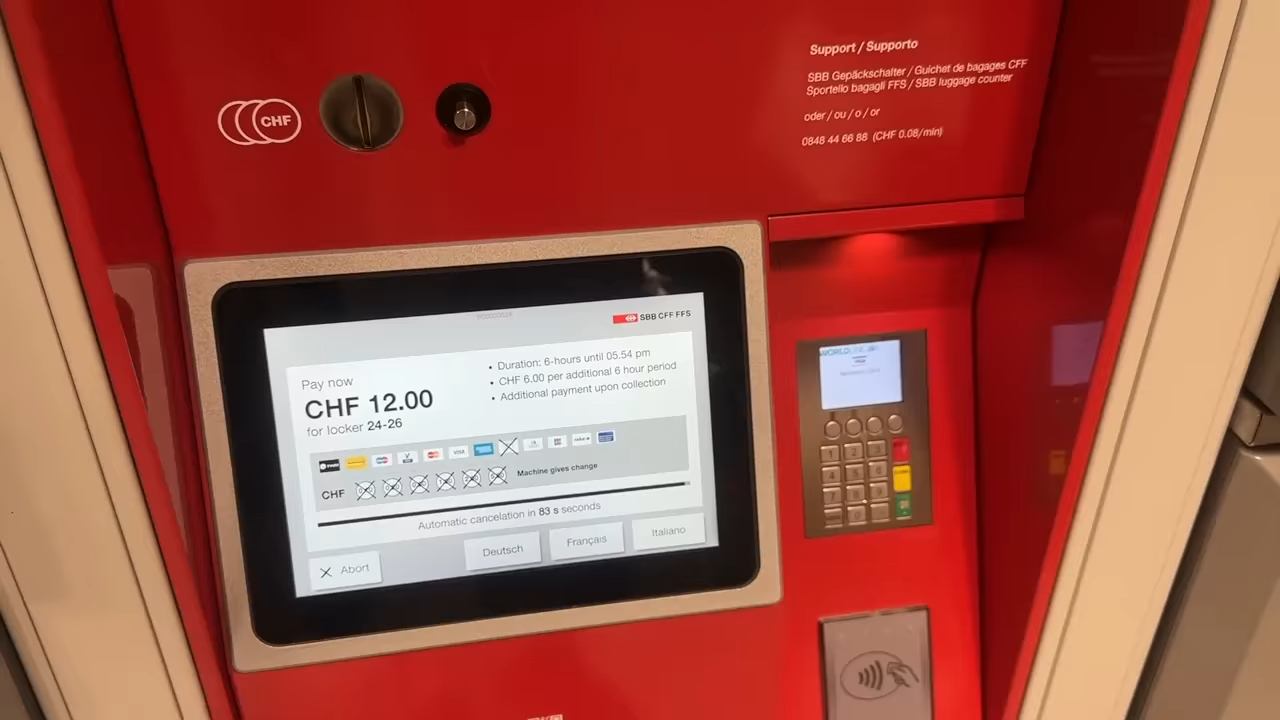 CHF
Support / Supporto
SBB Gepäckschalter / Guichet de bagages CFF
Sportello bagagli FFS / SBB luggage counter
oder / ou / o / or
0848 44 66 88 (CHF 0.08/min)
SBB CFF FFS
Pay now
CHF 12.00
for locker 24-26
• Duration: 6-hours until 05.54 pm
• CHF 6.00 per additional 6 hour period
• Additional payment upon collection
VISA
CHF
Machine gives change
Automatic cancelation in 83 s seconds
Abort
Deutsch
Français
Italiano
1 2 3